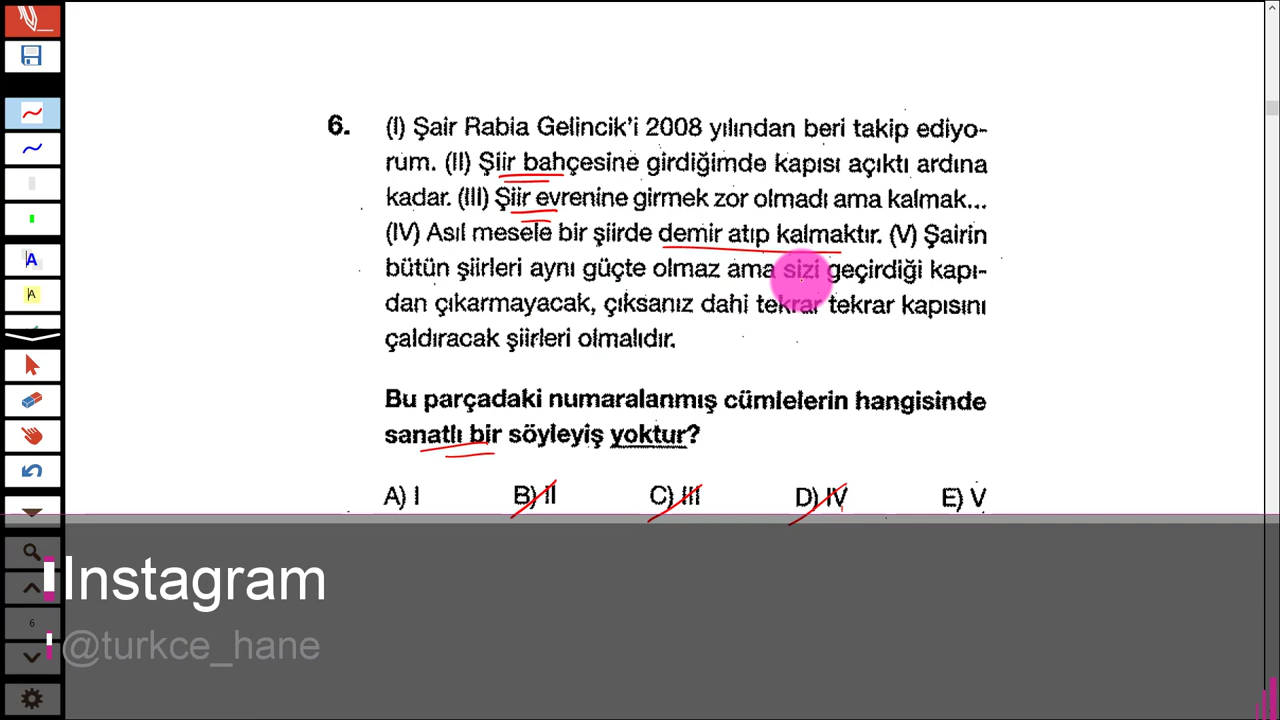 6. (I) Şair Rabia Gelincik'i 2008 yılından beri takip ediyo-
rum. (II) Şiir bahçesine girdiğimde kapısı açıktı ardına
kadar. (III) Şiir evrenine girmek zor olmadı ama kalmak...
(IV) Asıl mesele bir şiirde demir atıp kalmaktır. (V) Şairin
bütün şiirleri aynı güçte olmaz ama sizi geçirdiği kapı-
dan çıkarmayacak, çıksanız dahi tekrar tekrar kapısını
çaldıracak şiirleri olmalıdır.
Bu parçadaki numaralanmış cümlelerin hangisinde
sanatlı bir söyleyiş yoktur?
A) I B) II C) III D) IV E) V
Instagram
@turkce_hane
A
A
6